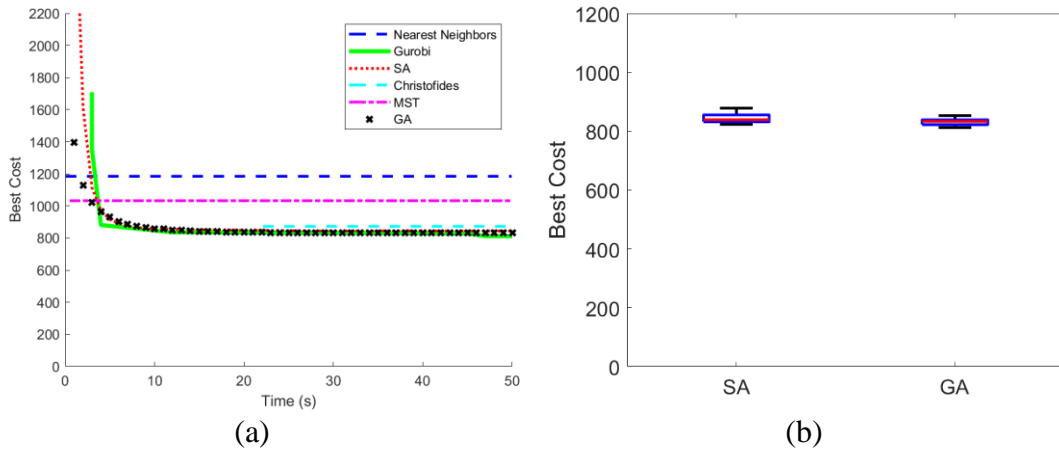 2200
2000
1800
1600
1400
1200
1000
800
600
400
200
0
Best Cost
0 10 20 30 40 50
Time (s)
Nearest Neighbors
Gurobi
SA
Christofides
MST
GA
(a)
1200
1000
800
600
400
200
0
Best Cost
SA GA
(b)